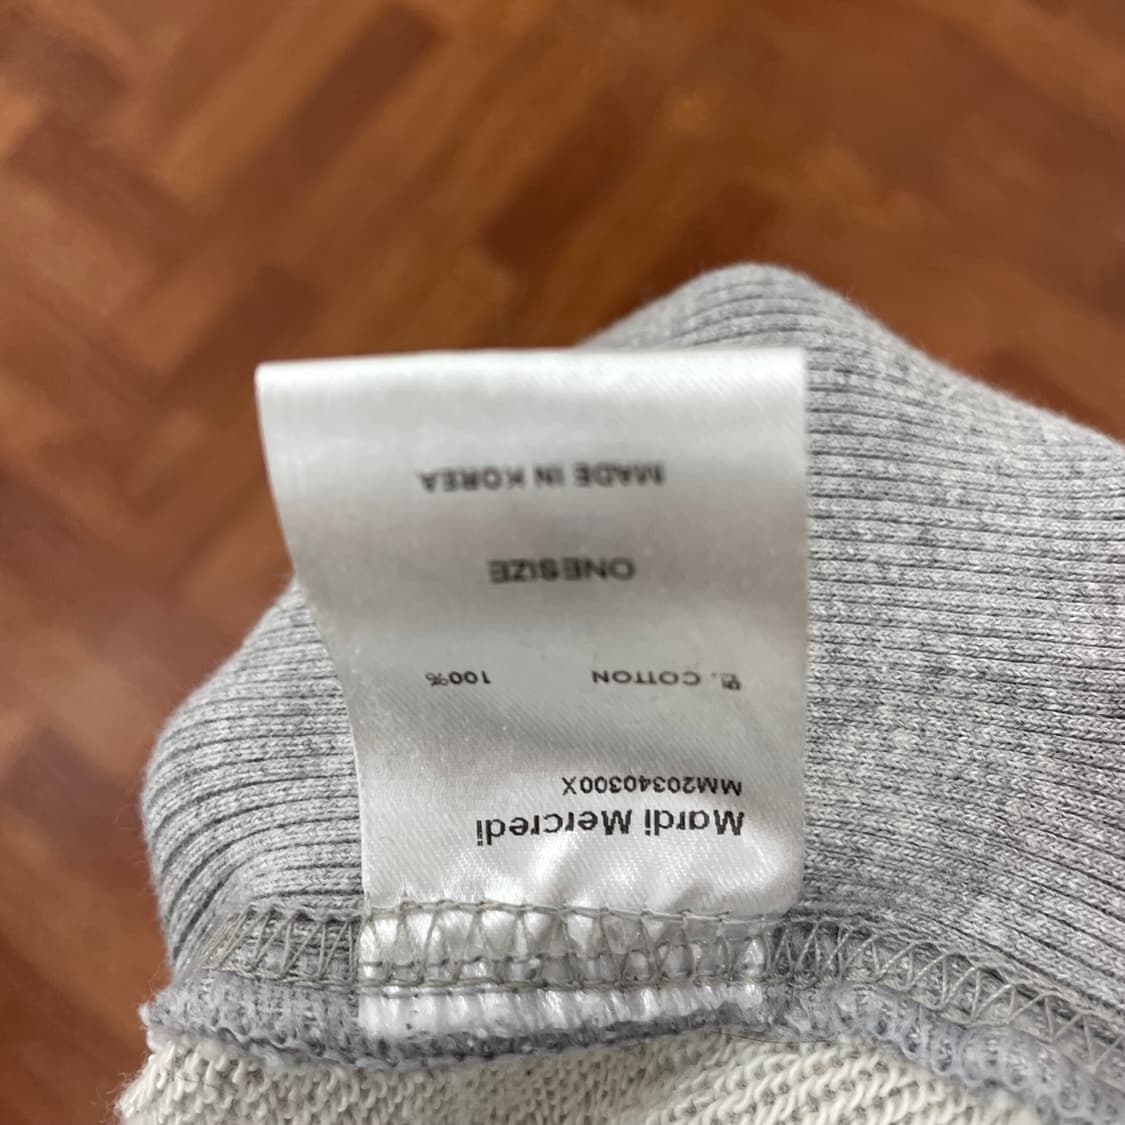 Mardi Mercredi
MM20340300X
면. COTTON 100%
ONESIZE
MADE IN KOREA